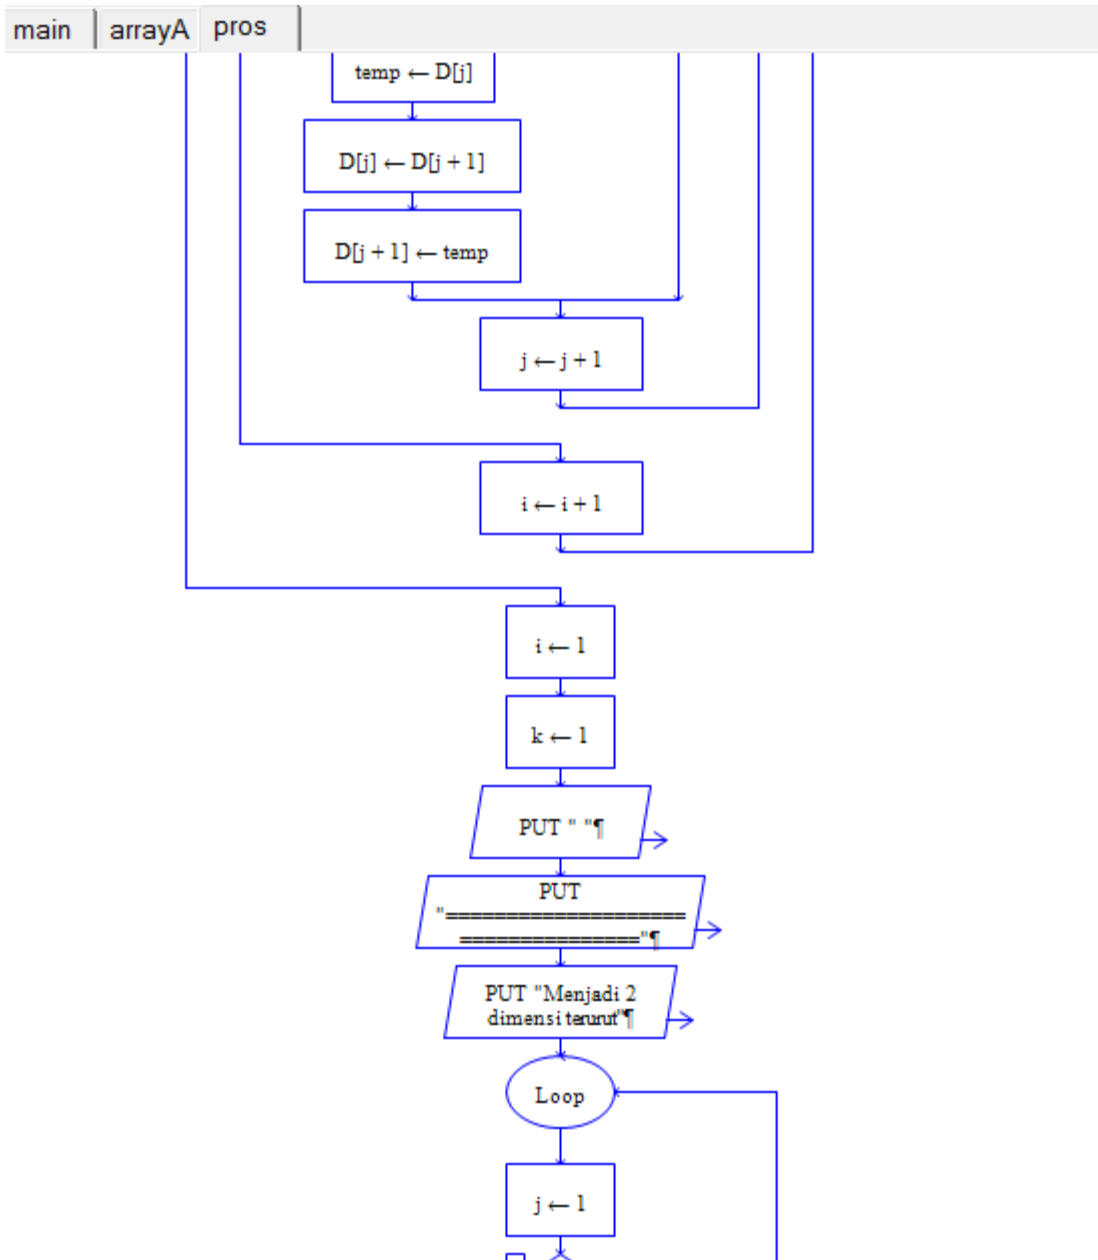 main arrayA pros
temp ← D[j]
D[j] ← D[j + 1]
D[j + 1] ← temp
j ← j + 1
i ← i + 1
i ← 1
k ← 1
PUT " "¶
PUT
"====================
==============="¶
PUT "Menjadi 2
dimensi terurut"¶
Loop
j ← 1